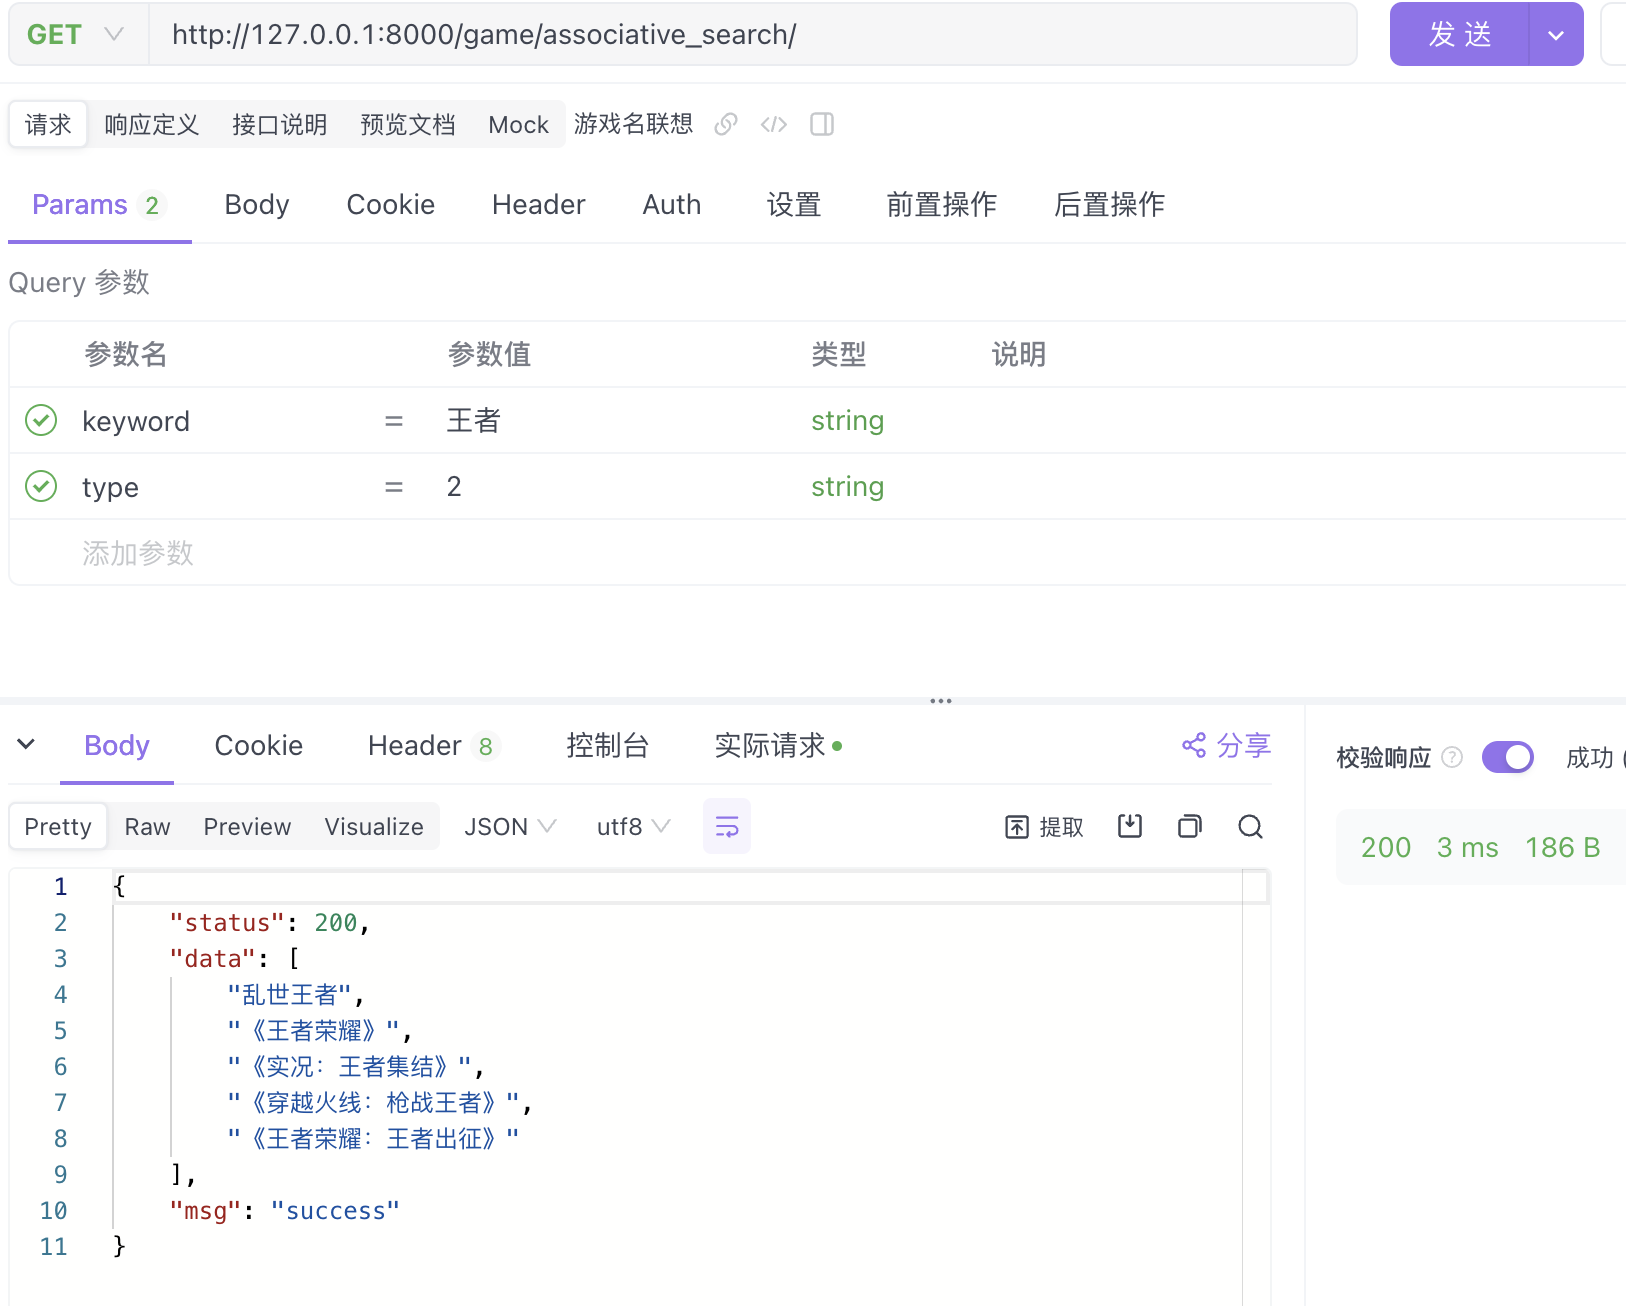 GET http://127.0.0.1:8000/game/associative_search/ 发 送
请求 响应定义 接口说明 预览文档 Mock 游戏名联想
Params 2 Body Cookie Header Auth 设置 前置操作 后置操作
Query 参数
参数名 参数值 类型 说明
keyword = 王者 string
type = 2 string
添加参数
Body Cookie Header 8 控制台 实际请求 分享
校验响应 成功 (
Pretty Raw Preview Visualize JSON utf8 提取
200 3 ms 186 B
1 {
2 "status": 200,
3 "data": [
4 "乱世王者",
5 "《王者荣耀》",
6 "《实况：王者集结》",
7 "《穿越火线：枪战王者》",
8 "《王者荣耀：王者出征》"
9 ],
10 "msg": "success"
11 }